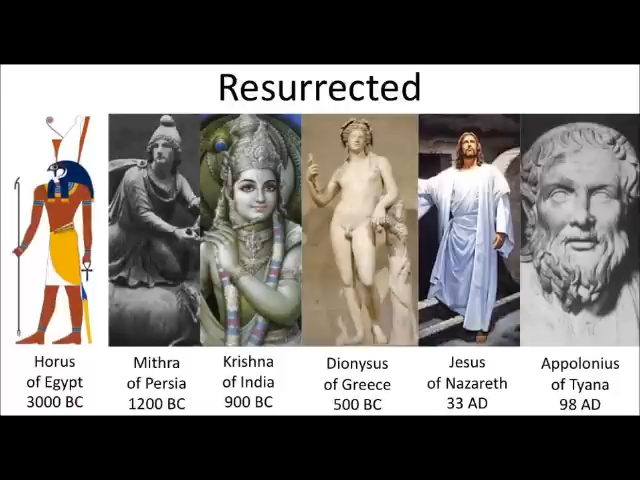 Resurrected
Horus
of Egypt
3000 BC
Mithra
of Persia
1200 BC
Krishna
of India
900 BC
Dionysus
of Greece
500 BC
Jesus
of Nazareth
33 AD
Appolonius
of Tyana
98 AD